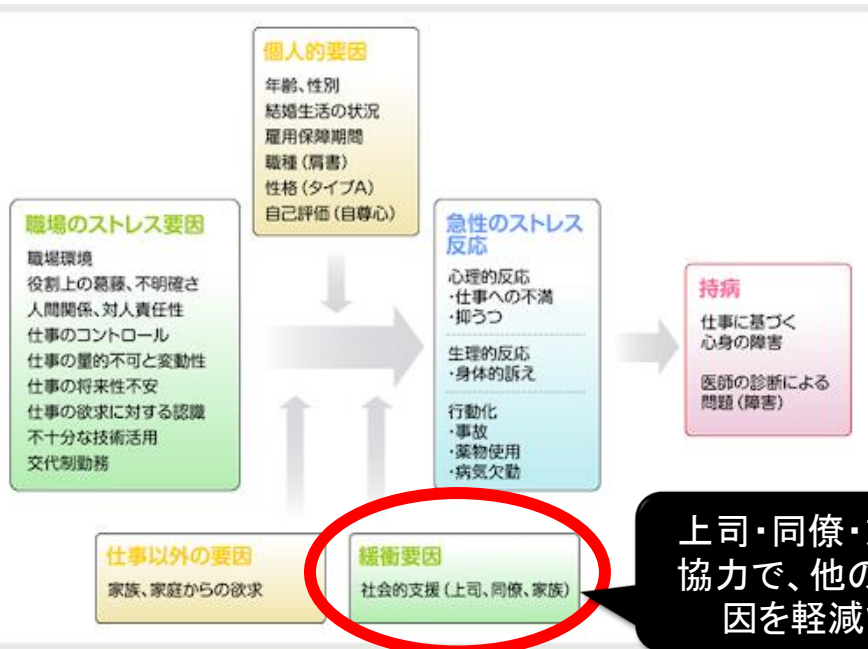 個人的要因
年齢、性別
結婚生活の状況
雇用保障期間
職種（肩書）
性格（タイプA）
自己評価（自尊心）
職場のストレス要因
職場環境
役割上の葛藤、不明確さ
人間関係、対人責任性
仕事のコントロール
仕事の量的不可と変動性
仕事の将来性不安
仕事の欲求に対する認識
不十分な技術活用
交代制勤務
急性のストレス
反応
心理的反応
・仕事への不満
・抑うつ
生理的反応
・身体的訴え
行動化
・事故
・薬物使用
・病気欠勤
持病
仕事に基づく
心身の障害
医師の診断による
問題（障害）
仕事以外の要因
家族、家庭からの欲求
緩衝要因
社会的支援（上司、同僚、家族）
上司・同僚・
協力で、他の
因を軽減